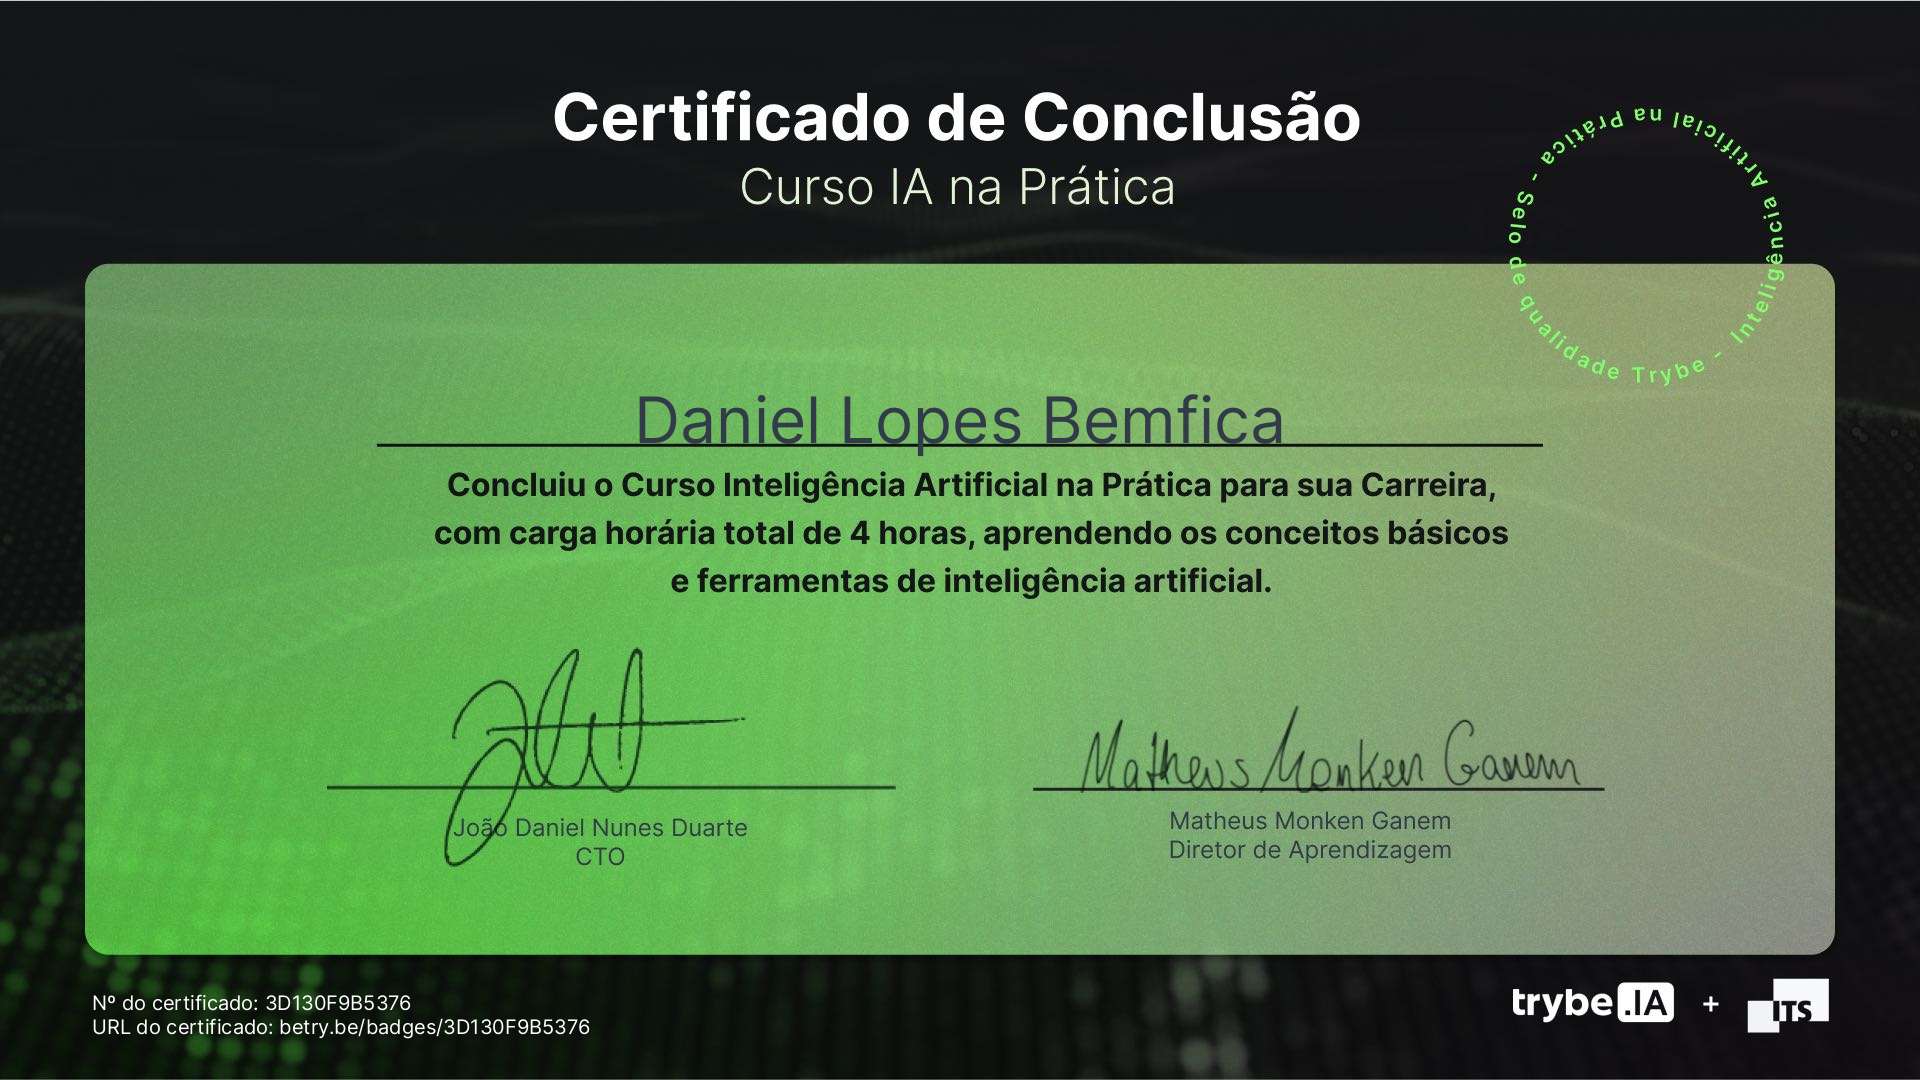 Certificado de Conclusão
Curso IA na Prática
Selo de qualidade Trybe - Inteligência Artificial na Prática -
Daniel Lopes Bemfica
Concluiu o Curso Inteligência Artificial na Prática para sua Carreira,
com carga horária total de 4 horas, aprendendo os conceitos básicos
e ferramentas de inteligência artificial.
Matheus Monken Ganem
João Daniel Nunes Duarte
CTO
Matheus Monken Ganem
Diretor de Aprendizagem
Nº do certificado: 3D130F9B5376
URL do certificado: betry.be/badges/3D130F9B5376
trybe.IA + ITS